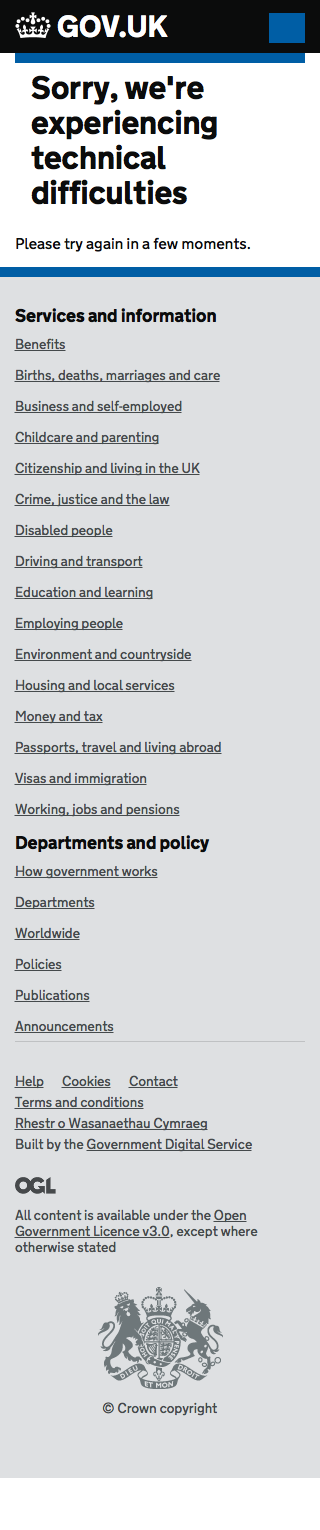 GOV.UK
Sorry, we're
experiencing
technical
difficulties
Please try again in a few moments.
Services and information
Benefits
Births, deaths, marriages and care
Business and self-employed
Childcare and parenting
Citizenship and living in the UK
Crime, justice and the law
Disabled people
Driving and transport
Education and learning
Employing people
Environment and countryside
Housing and local services
Money and tax
Passports, travel and living abroad
Visas and immigration
Working, jobs and pensions
Departments and policy
How government works
Departments
Worldwide
Policies
Publications
Announcements
Help Cookies Contact
Terms and conditions
Rhestr o Wasanaethau Cymraeg
Built by the Government Digital Service
OGL
All content is available under the Open
Government Licence v3.0, except where
otherwise stated
DIEU ET MON DROIT
© Crown copyright